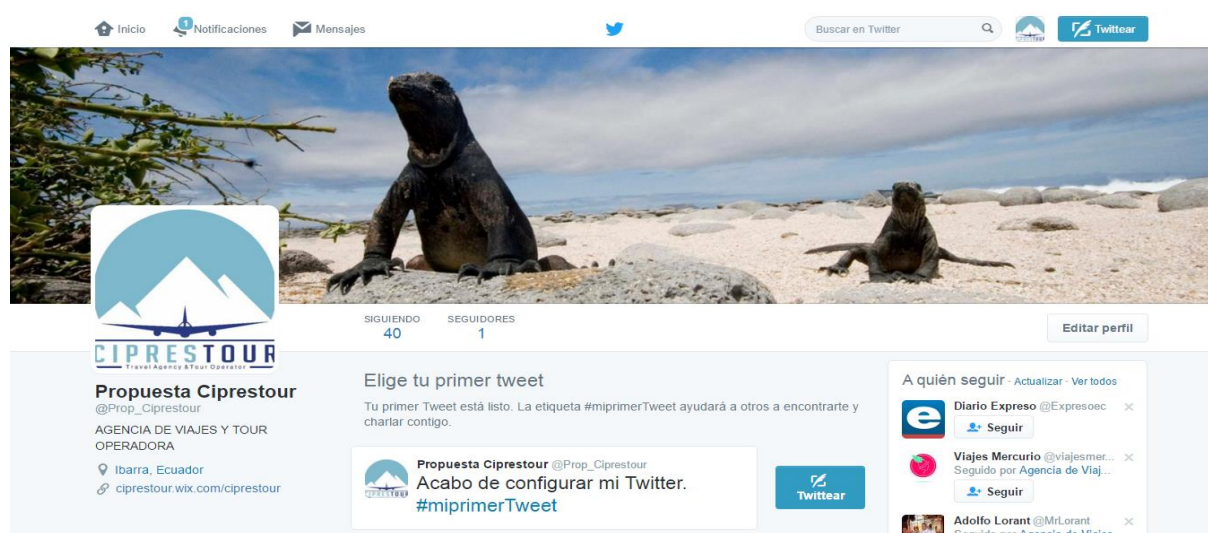 Inicio
1
Notificaciones
Mensajes
Buscar en Twitter
Twittear
CIPRESTOUR
Travel Agency & Tour Operator
Propuesta Ciprestour
@Prop_Ciprestour
AGENCIA DE VIAJES Y TOUR
OPERADORA
Ibarra, Ecuador
ciprestour.wix.com/ciprestour
SIGUIENDO
40
SEGUIDORES
1
Editar perfil
Elige tu primer tweet
Tu primer Tweet está listo. La etiqueta #miprimerTweet ayudará a otros a encontrarte y
charlar contigo.
Propuesta Ciprestour @Prop_Ciprestour
Acabo de configurar mi Twitter.
#miprimerTweet
Twittear
A quién seguir · Actualizar · Ver todos
Diario Expreso @Expresoec
Seguir
Viajes Mercurio @viajesmer...
Seguido por Agencia de Viaj...
Seguir
Adolfo Lorant @MrLorant